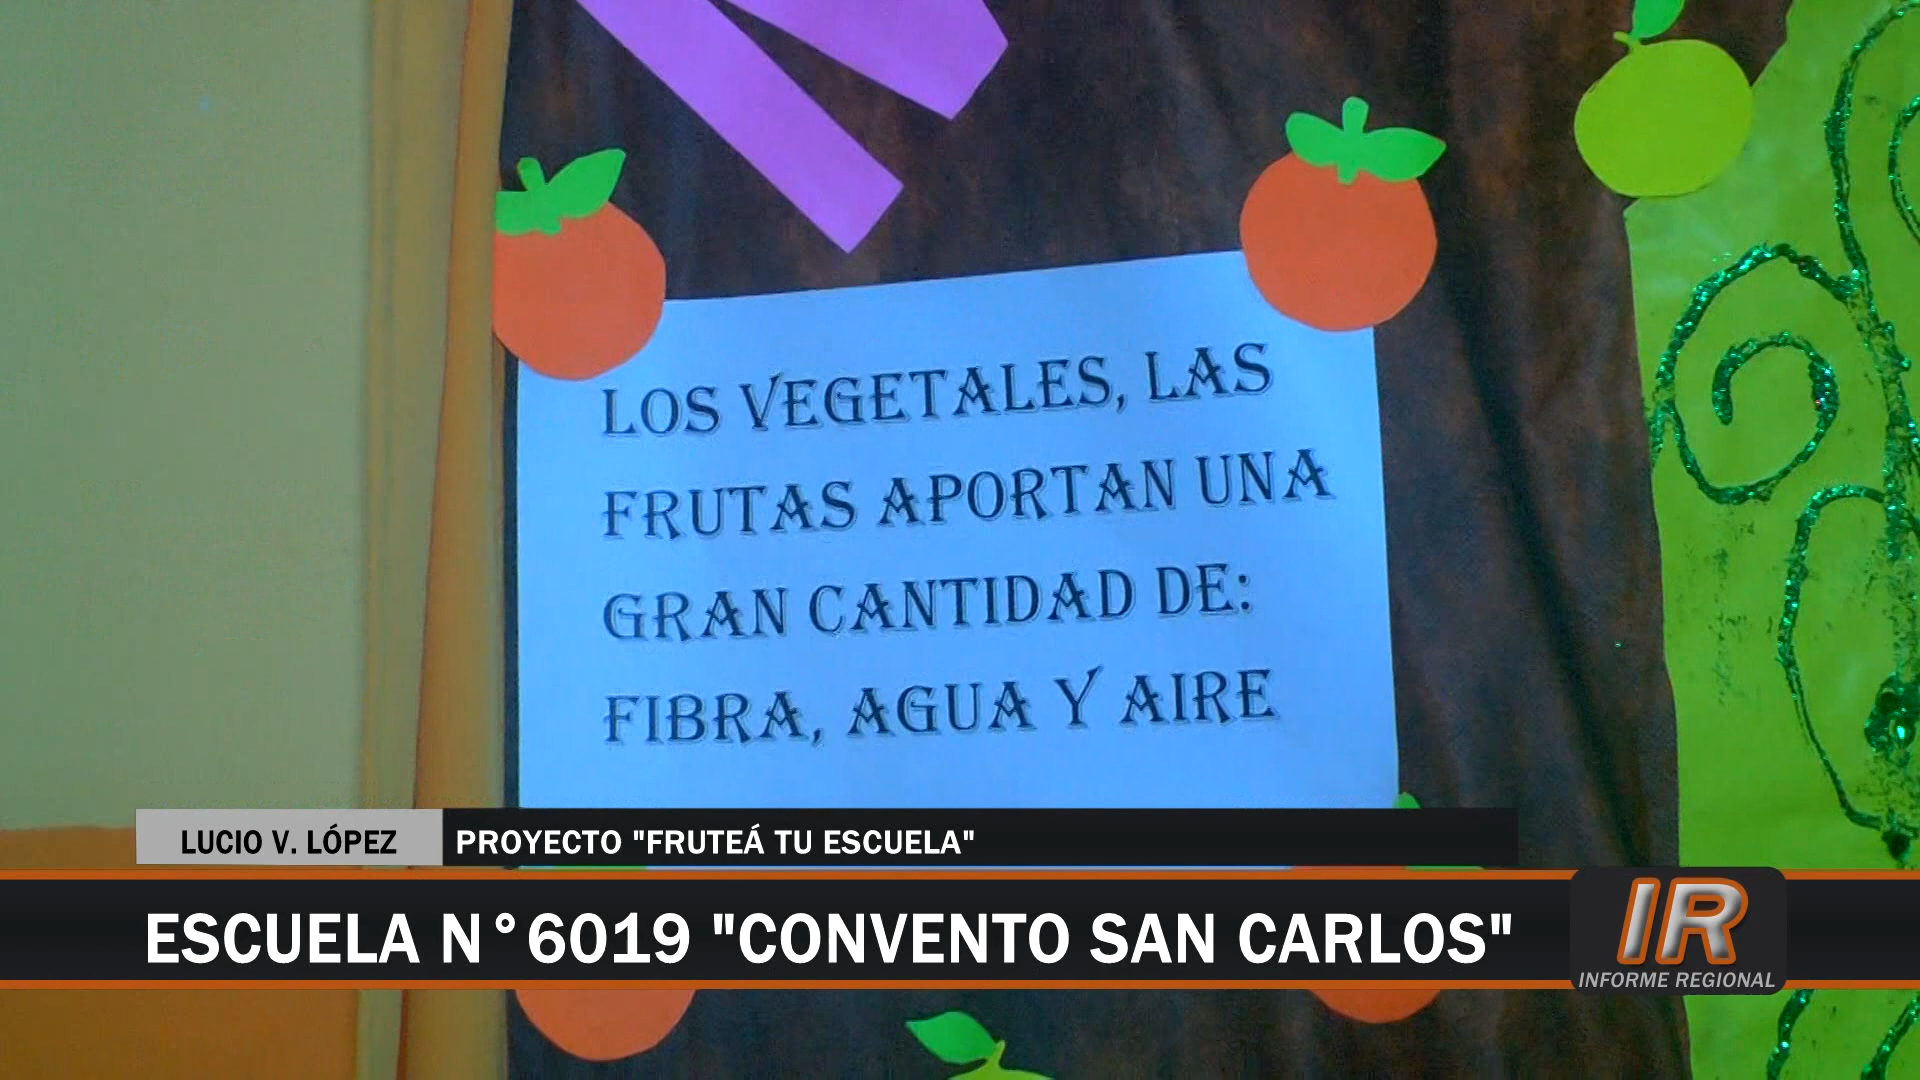 LOS VEGETALES, LAS
FRUTAS APORTAN UNA
GRAN CANTIDAD DE:
FIBRA, AGUA Y AIRE
LUCIO V. LÓPEZ
PROYECTO "FRUTEÁ TU ESCUELA"
ESCUELA N°6019 "CONVENTO SAN CARLOS"
IR
INFORME REGIONAL